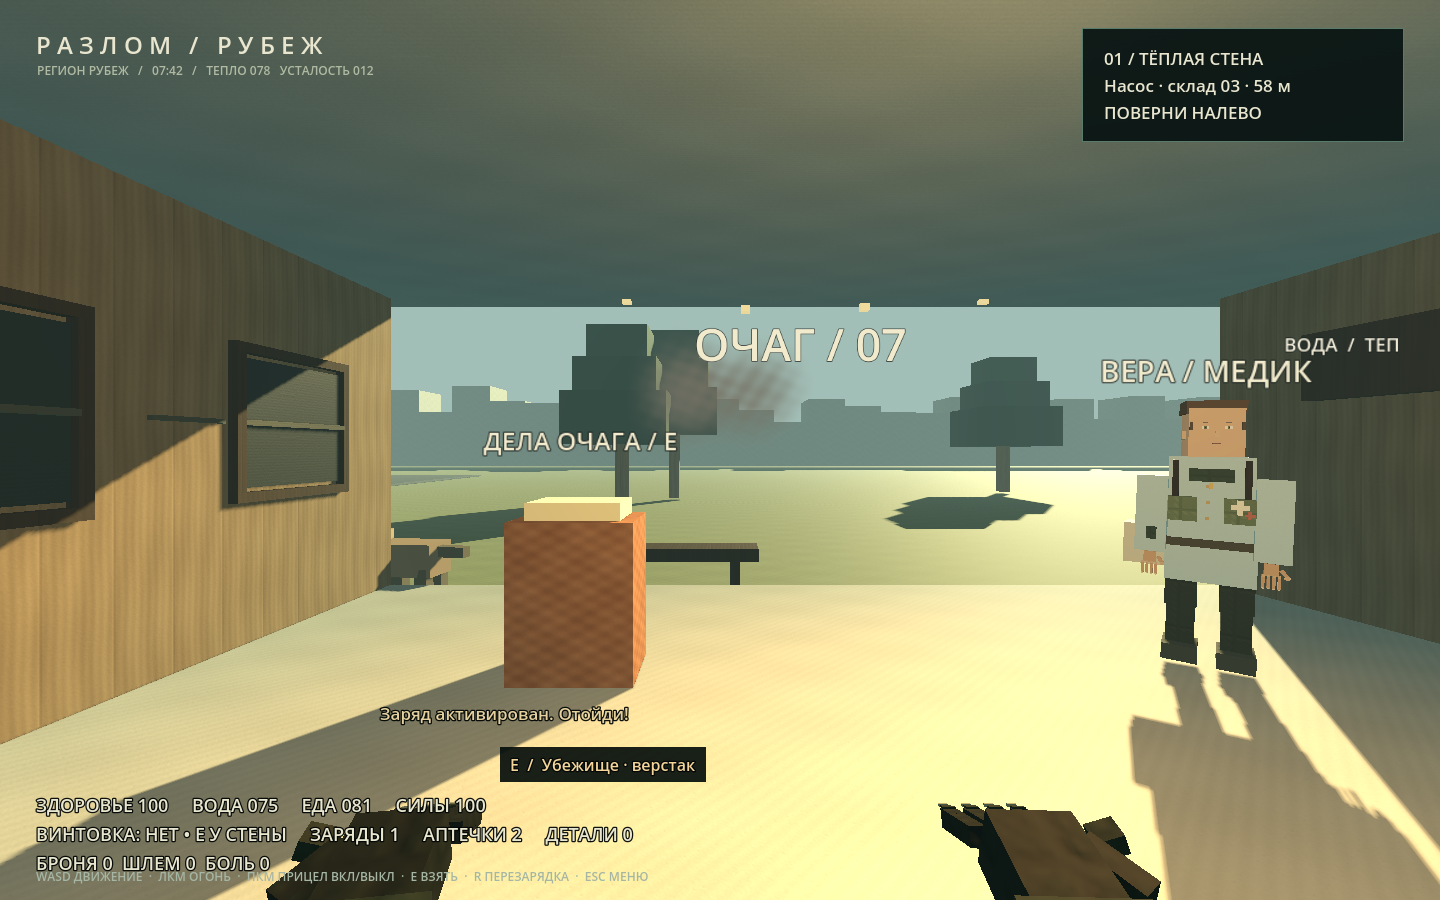 РАЗЛОМ / РУБЕЖ
РЕГИОН РУБЕЖ / 07:42 / ТЕПЛО 078 УСТАЛОСТЬ 012
01 / ТЁПЛАЯ СТЕНА
Насос · склад 03 · 58 м
ПОВЕРНИ НАЛЕВО
ОЧАГ / 07
ВОДА / ТЕП
ВЕРА / МЕДИК
ДЕЛА ОЧАГА / Е
Заряд активирован. Отойди!
E / Убежище · верстак
ЗДОРОВЬЕ 100 ВОДА 075 ЕДА 081 СИЛЫ 100
ВИНТОВКА: НЕТ • Е У СТЕНЫ ЗАРЯДЫ 1 АПТЕЧКИ 2 ДЕТАЛИ 0
БРОНЯ 0 ШЛЕМ 0 БОЛЬ 0
WASD ДВИЖЕНИЕ · ЛКМ ОГОНЬ · ПКМ ПРИЦЕЛ ВКЛ/ВЫКЛ · E ВЗЯТЬ · R ПЕРЕЗАРЯДКА · ESC МЕНЮ